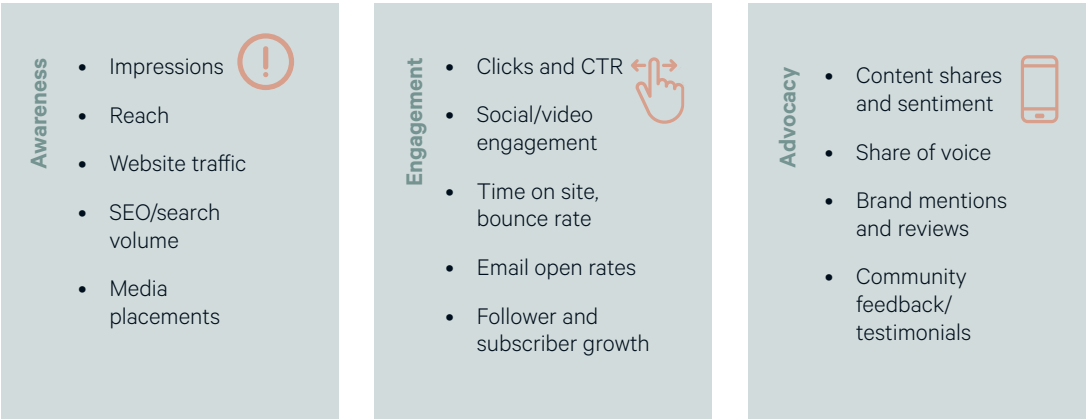 Awareness
• Impressions
• Reach
• Website traffic
• SEO/search
volume
• Media
placements
Engagement
• Clicks and CTR
• Social/video
engagement
• Time on site,
bounce rate
• Email open rates
• Follower and
subscriber growth
Advocacy
• Content shares
and sentiment
• Share of voice
• Brand mentions
and reviews
• Community
feedback/
testimonials